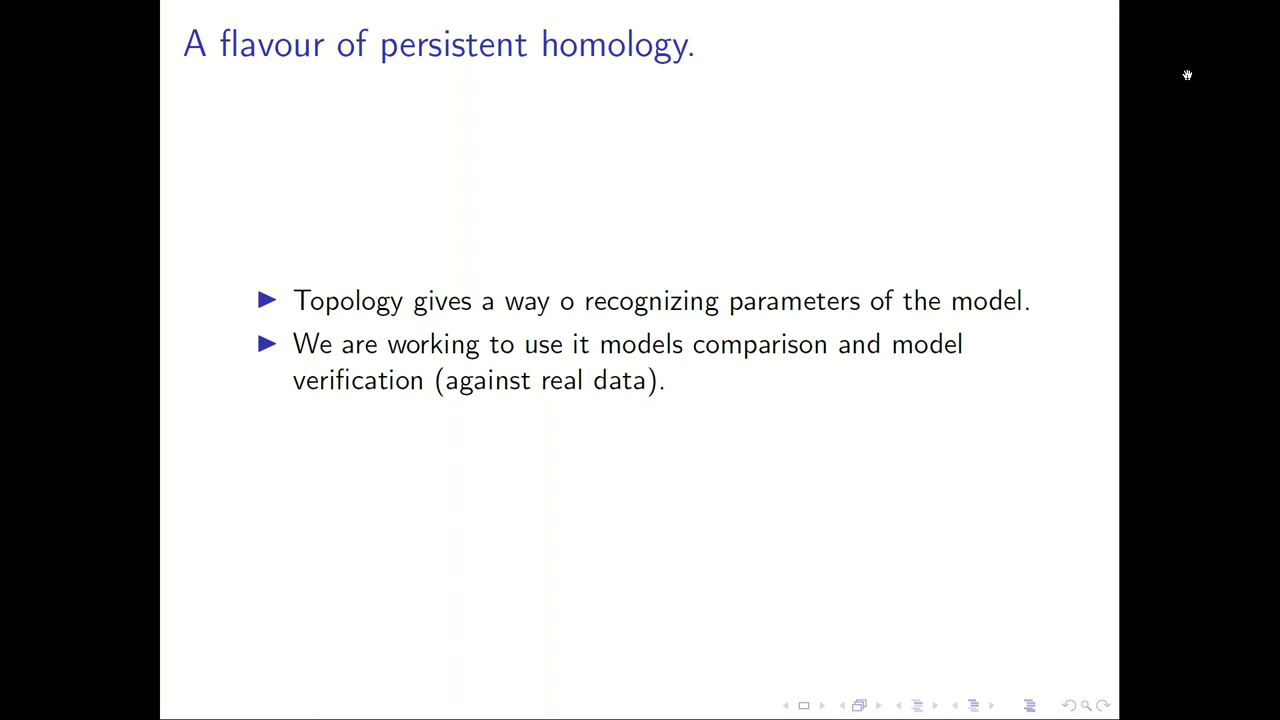 A flavour of persistent homology.
Topology gives a way o recognizing parameters of the model.
We are working to use it models comparison and model
verification (against real data).